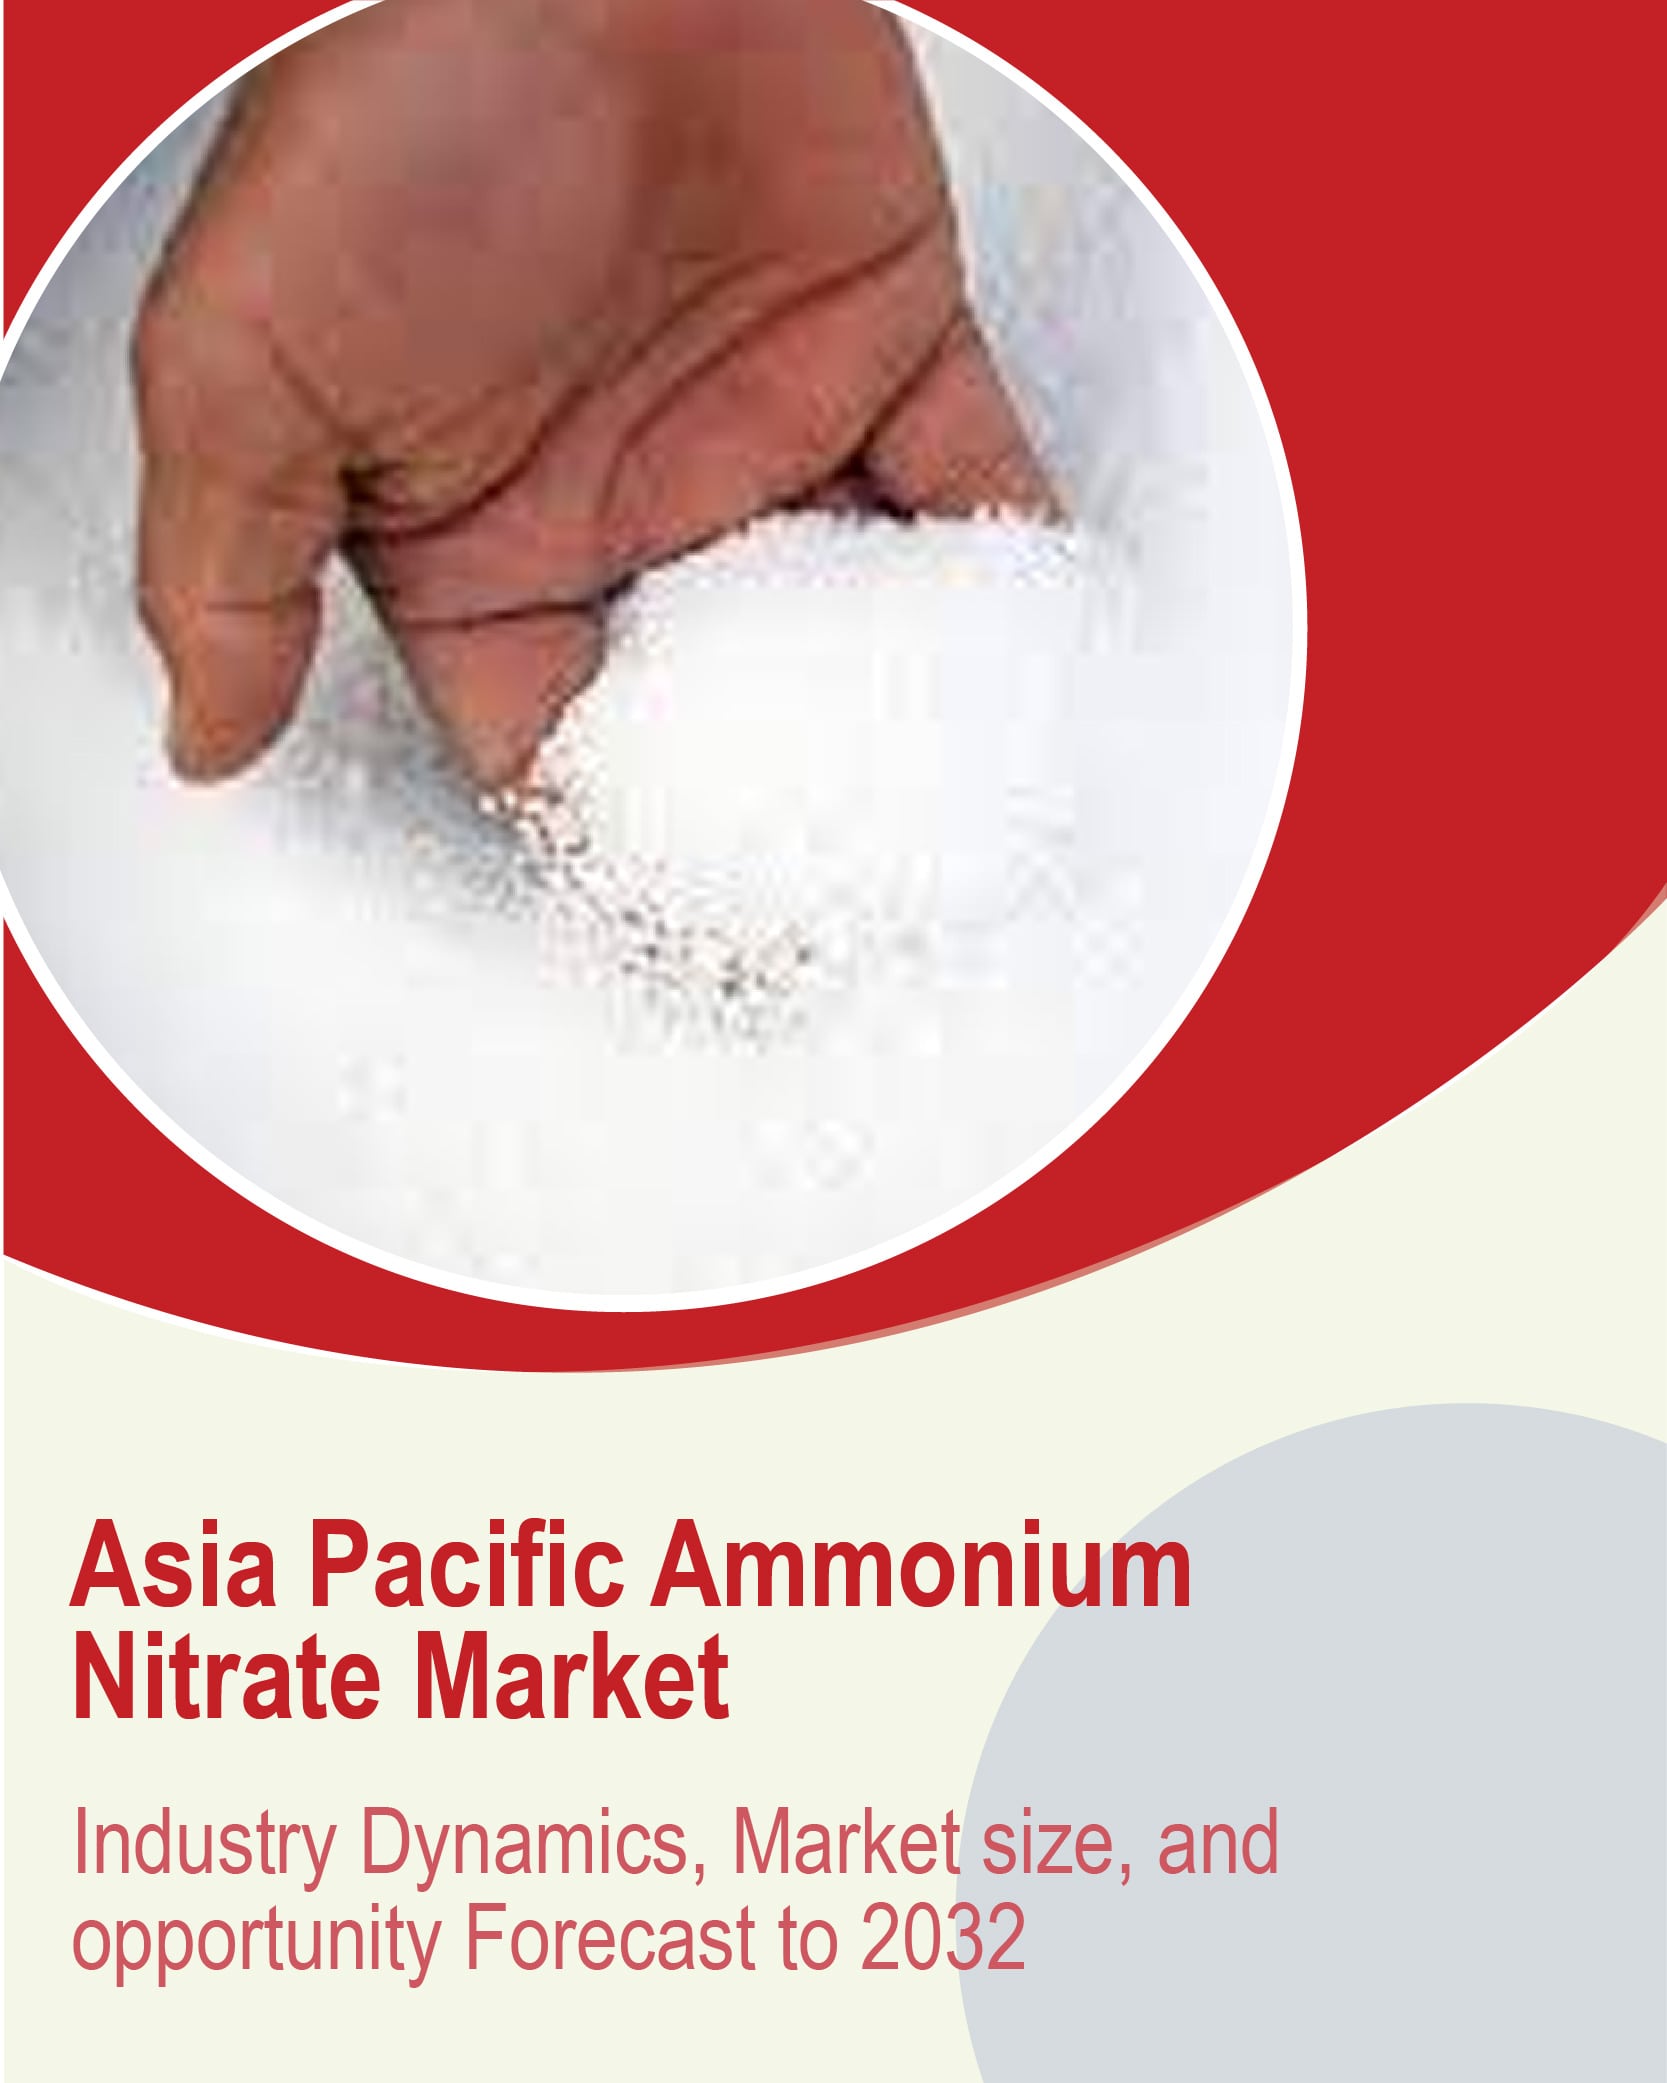 Asia Pacific Ammonium
Nitrate Market
Industry Dynamics, Market size, and
opportunity Forecast to 2032